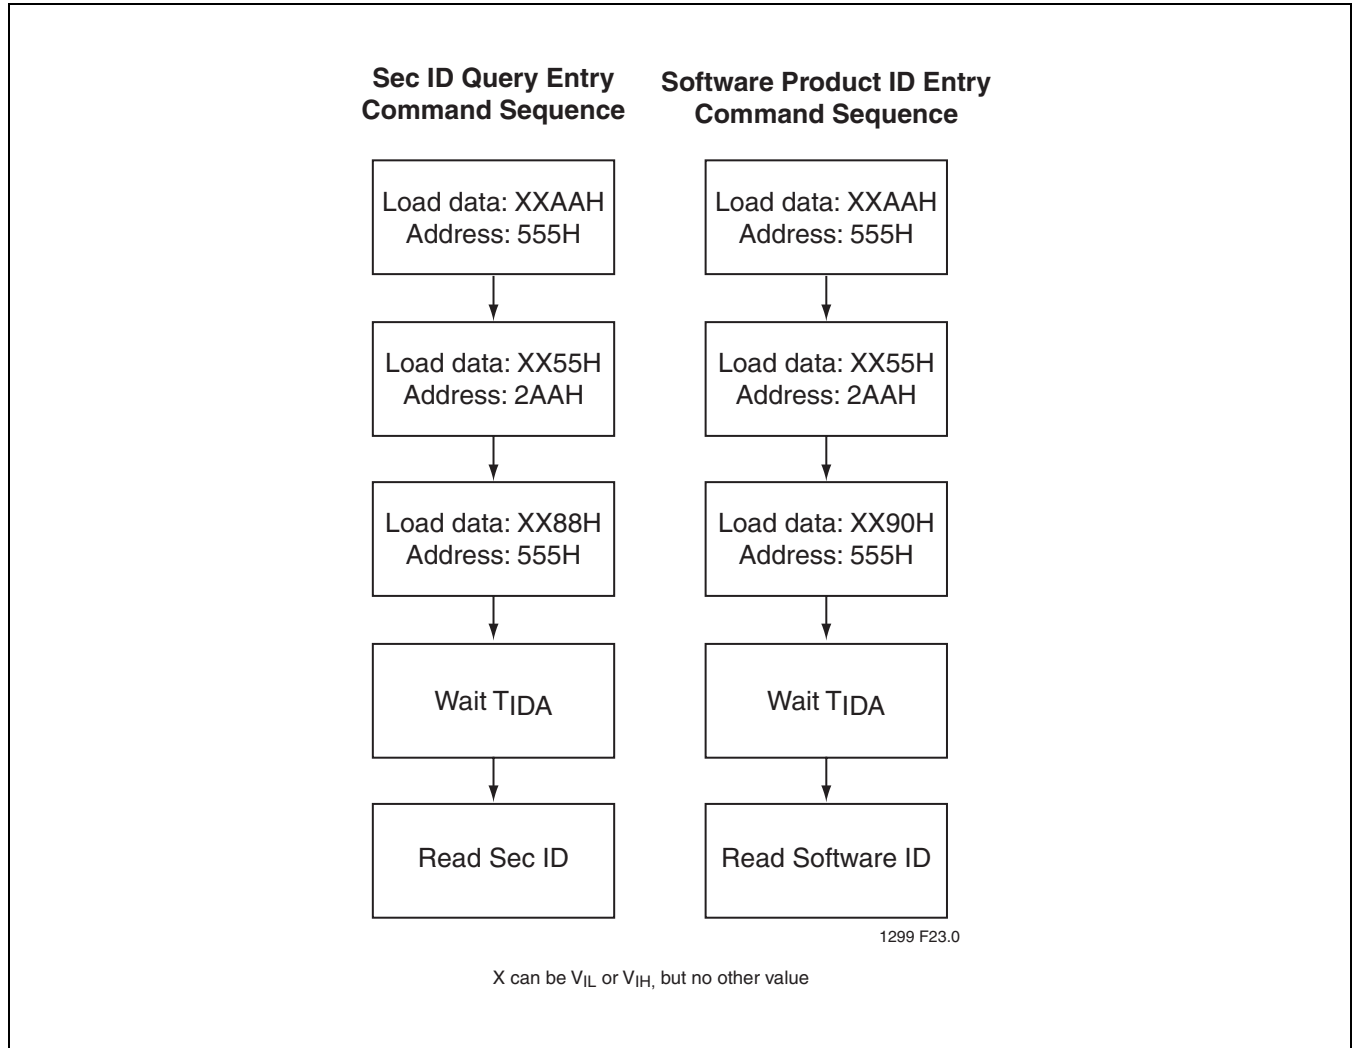 Sec ID Query Entry
Command Sequence
Load data: XXAAH
Address: 555H
Load data: XX55H
Address: 2AAH
Load data: XX88H
Address: 555H
Wait TIDA
Read Sec ID
Software Product ID Entry
Command Sequence
Load data: XXAAH
Address: 555H
Load data: XX55H
Address: 2AAH
Load data: XX90H
Address: 555H
Wait TIDA
Read Software ID
1299 F23.0
X can be VIL or VIH, but no other value